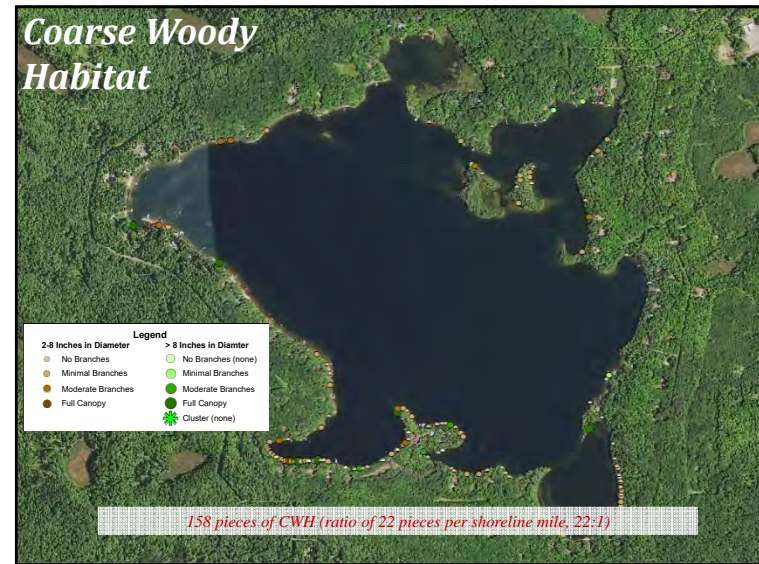 Coarse Woody
Habitat
Legend
2-8 Inches in Diameter
No Branches
Minimal Branches
Moderate Branches
Full Canopy
> 8 Inches in Diamter
No Branches (none)
Minimal Branches
Moderate Branches
Full Canopy
Cluster (none)
158 pieces of CWH (ratio of 22 pieces per shoreline mile, 22:1)